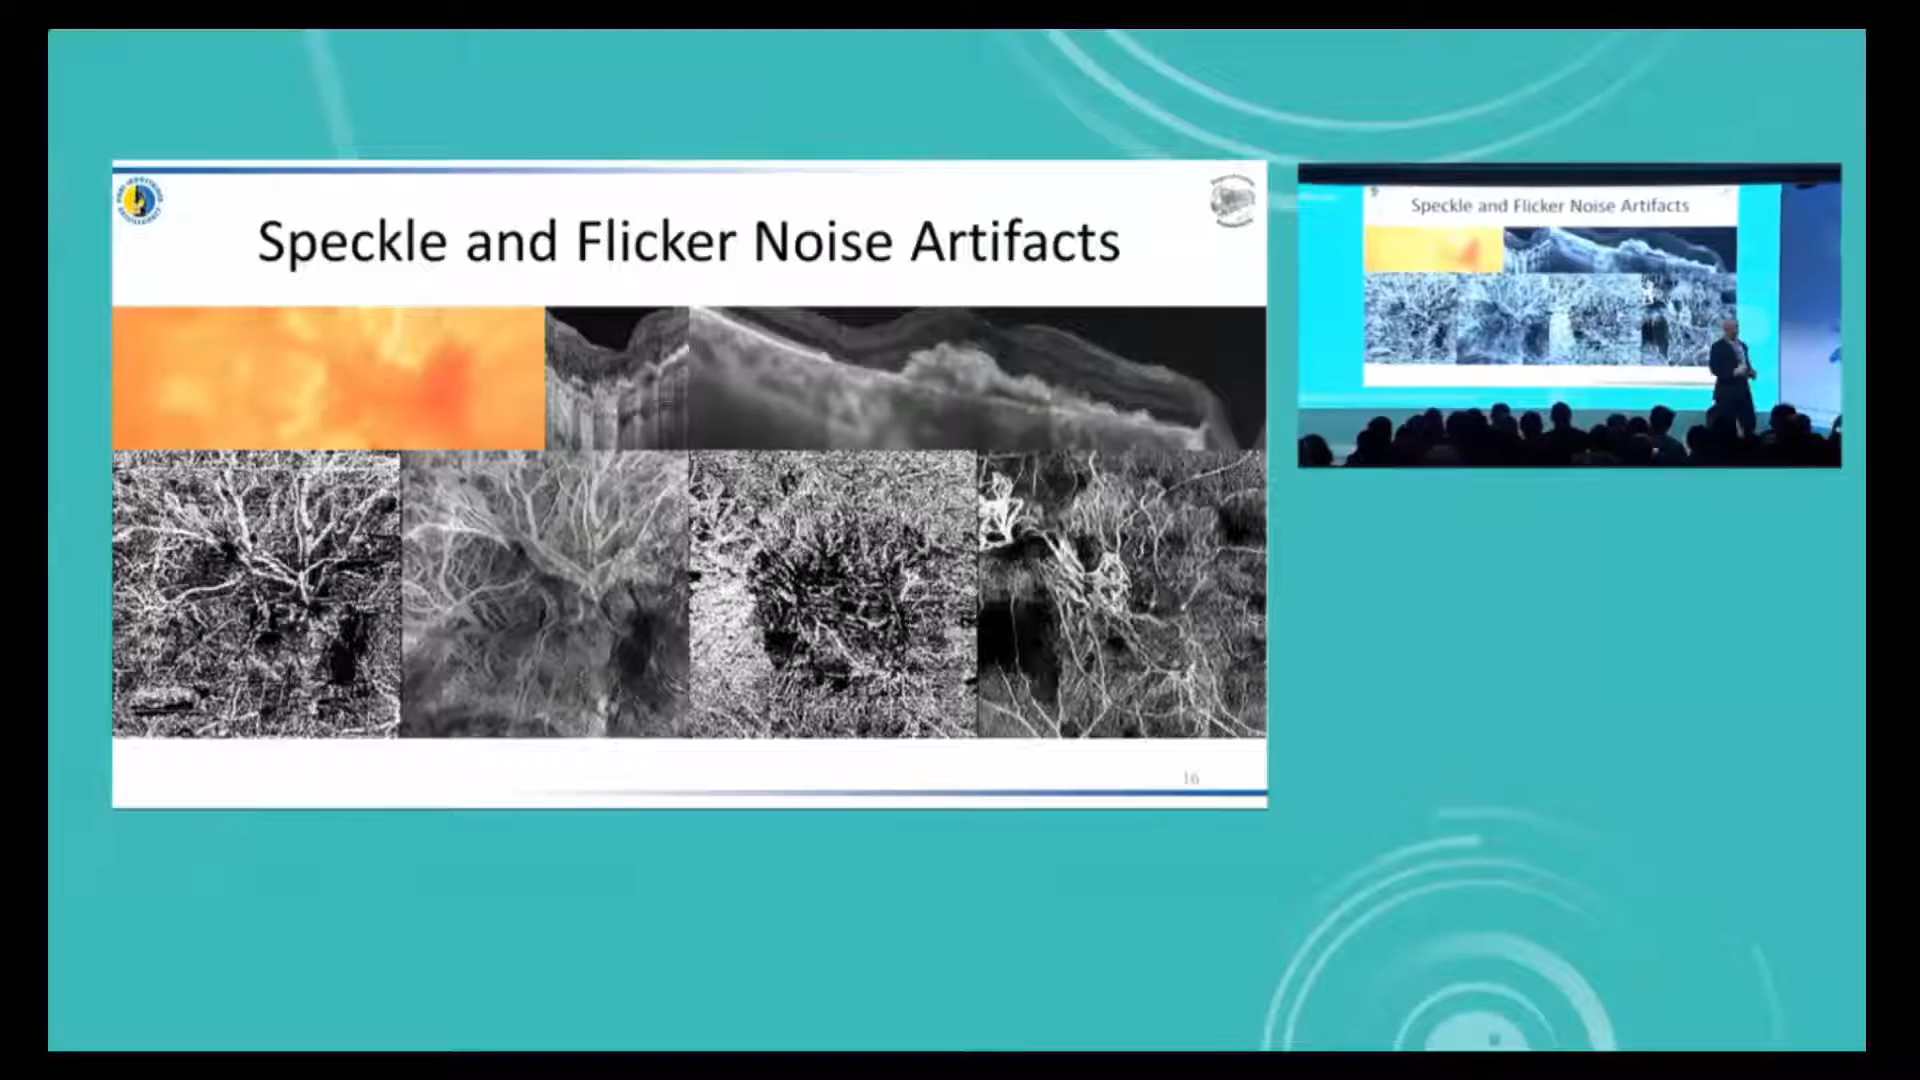 Speckle and Flicker Noise Artifacts
16
Speckle and Flicker Noise Artifacts